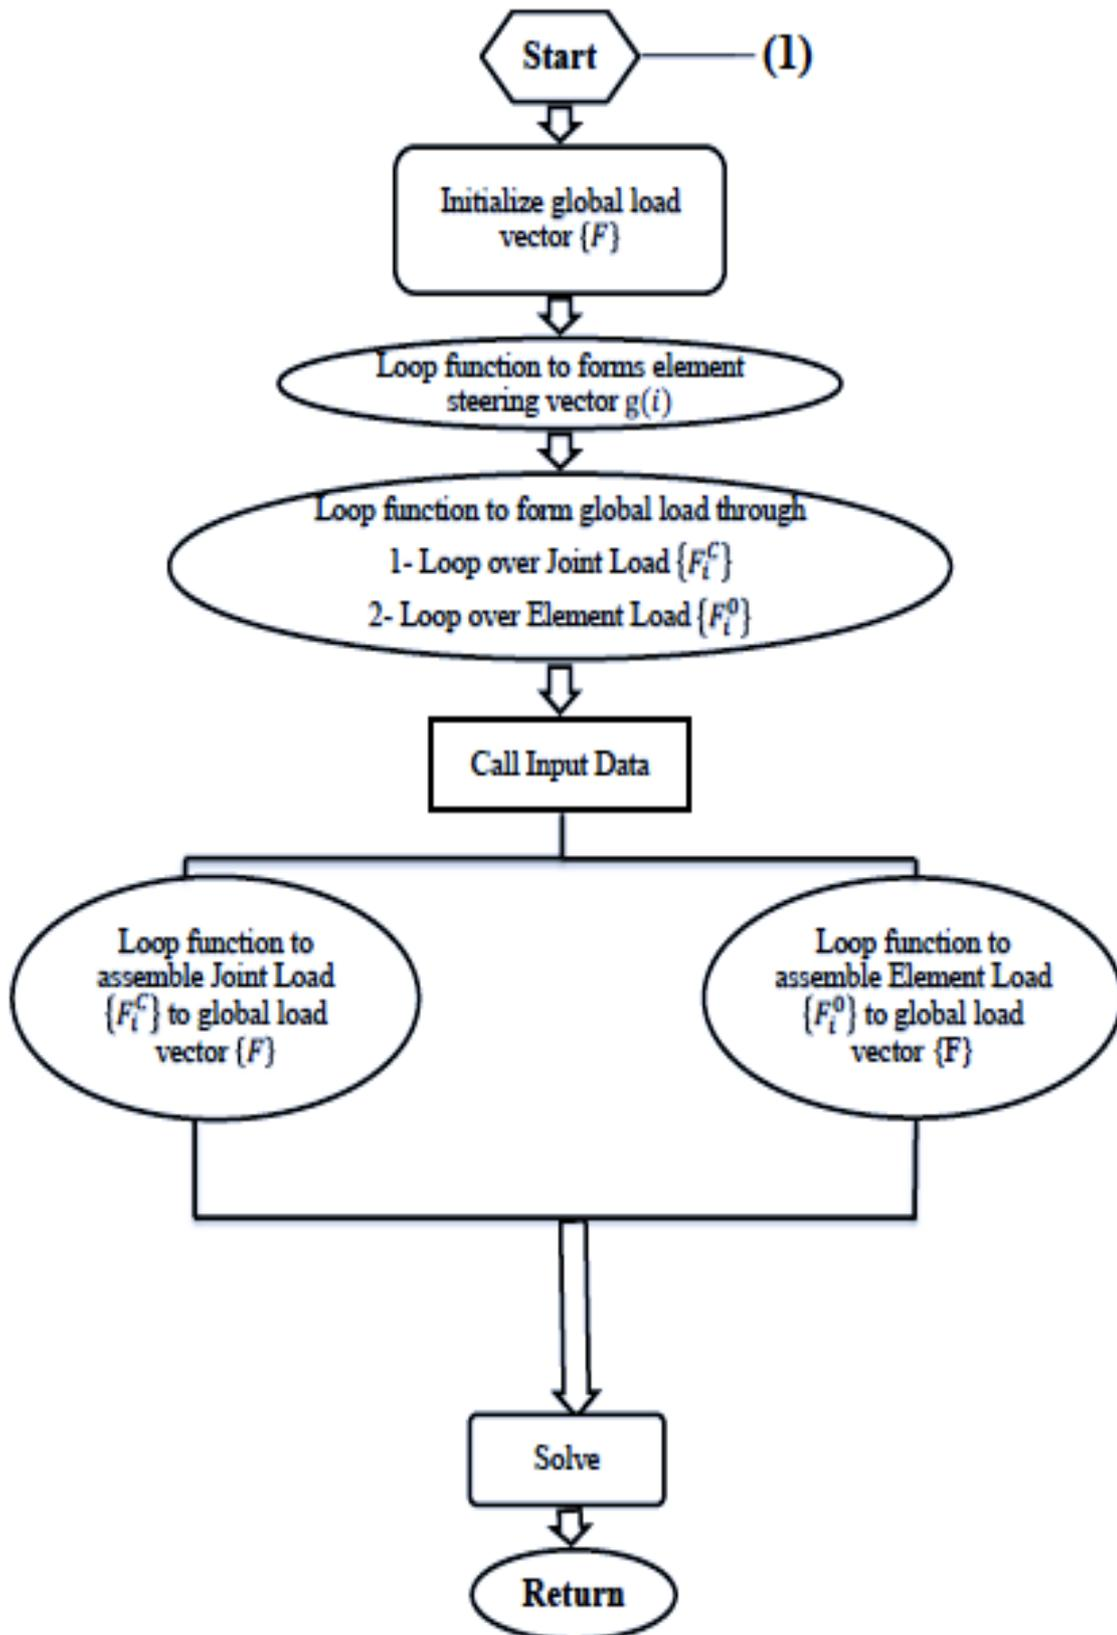 Start
(1)
Initialize global load
vector {F}
Loop function to forms element
steering vector g(i)
Loop function to form global load through
1- Loop over Joint Load {F_i^C}
2- Loop over Element Load {F_i^0}
Call Input Data
Loop function to
assemble Joint Load
{F_i^C} to global load
vector {F}
Loop function to
assemble Element Load
{F_i^0} to global load
vector {F}
Solve
Return